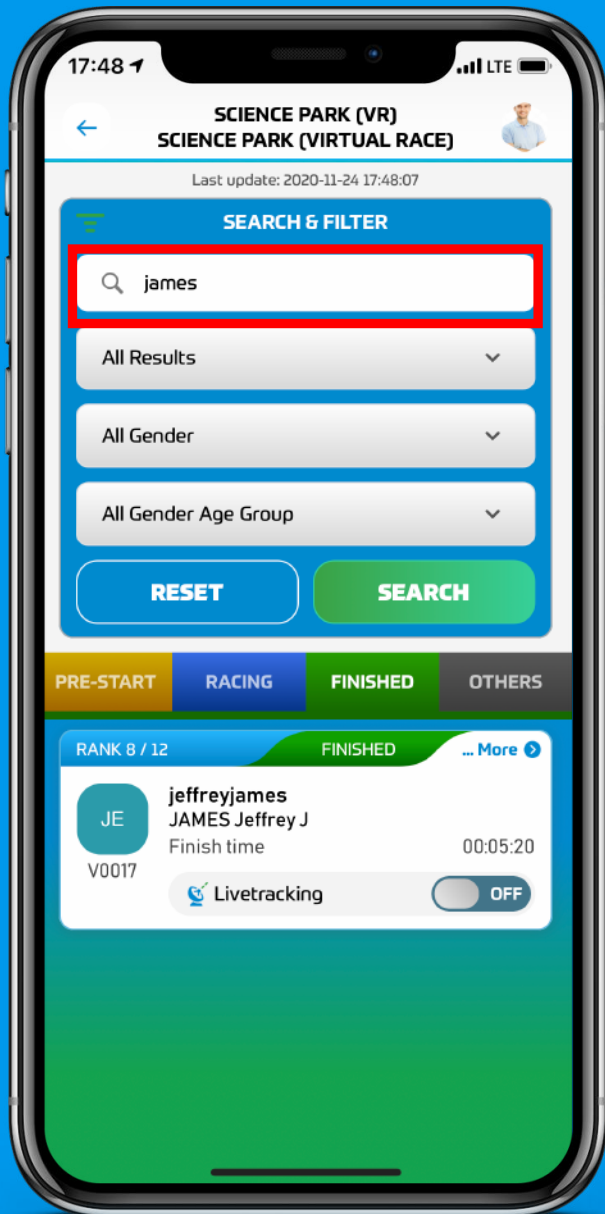 17:48 LTE
SCIENCE PARK (VR)
SCIENCE PARK (VIRTUAL RACE)
Last update: 2020-11-24 17:48:07
SEARCH & FILTER
james
All Results
All Gender
All Gender Age Group
RESET SEARCH
PRE-START RACING FINISHED OTHERS
RANK 8 / 12 FINISHED ... More
jeffreyjames
JE JAMES Jeffrey J
Finish time 00:05:20
V0017
Livetracking OFF